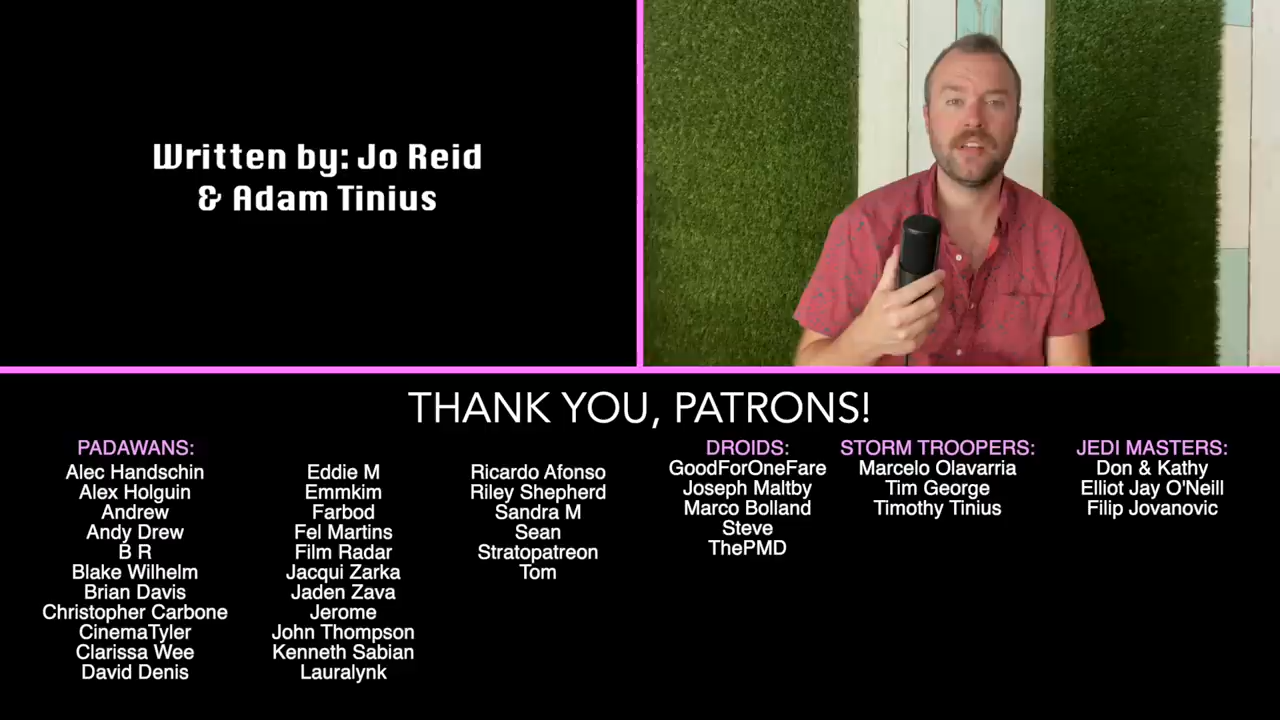 Written by: Jo Reid
& Adam Tinius
THANK YOU, PATRONS!
PADAWANS:
Alec Handschin
Alex Holguin
Andrew
Andy Drew
B R
Blake Wilhelm
Brian Davis
Christopher Carbone
CinemaTyler
Clarissa Wee
David Denis
Eddie M
Emmkim
Farbod
Fel Martins
Film Radar
Jacqui Zarka
Jaden Zava
Jerome
John Thompson
Kenneth Sabian
Lauralynk
Ricardo Afonso
Riley Shepherd
Sandra M
Sean
Stratopatreon
Tom
DROIDS:
GoodForOneFare
Joseph Maltby
Marco Bolland
Steve
ThePMD
STORM TROOPERS:
Marcelo Olavarria
Tim George
Timothy Tinius
JEDI MASTERS:
Don & Kathy
Elliot Jay O'Neill
Filip Jovanovic